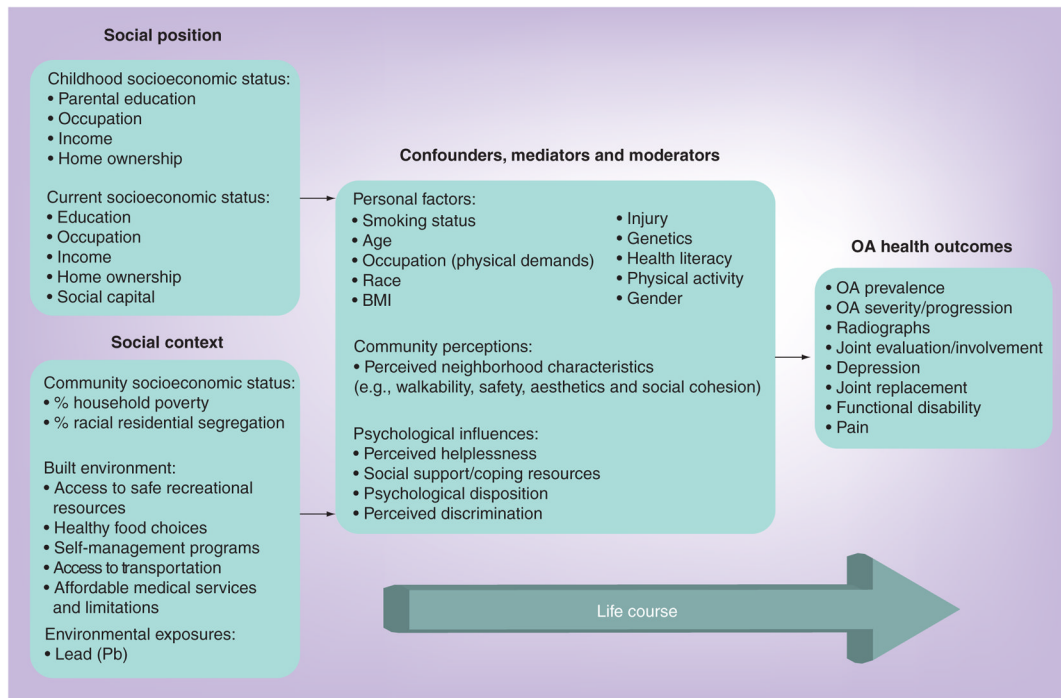 Social position
Childhood socioeconomic status:
• Parental education
• Occupation
• Income
• Home ownership
Current socioeconomic status:
• Education
• Occupation
• Income
• Home ownership
• Social capital
Social context
Community socioeconomic status:
• % household poverty
• % racial residential segregation
Built environment:
• Access to safe recreational
resources
• Healthy food choices
• Self-management programs
• Access to transportation
• Affordable medical services
and limitations
Environmental exposures:
• Lead (Pb)
Confounders, mediators and moderators
Personal factors:
• Smoking status
• Age
• Occupation (physical demands)
• Race
• BMI
• Injury
• Genetics
• Health literacy
• Physical activity
• Gender
Community perceptions:
• Perceived neighborhood characteristics
(e.g., walkability, safety, aesthetics and social cohesion)
Psychological influences:
• Perceived helplessness
• Social support/coping resources
• Psychological disposition
• Perceived discrimination
OA health outcomes
• OA prevalence
• OA severity/progression
• Radiographs
• Joint evaluation/involvement
• Depression
• Joint replacement
• Functional disability
• Pain
Life course